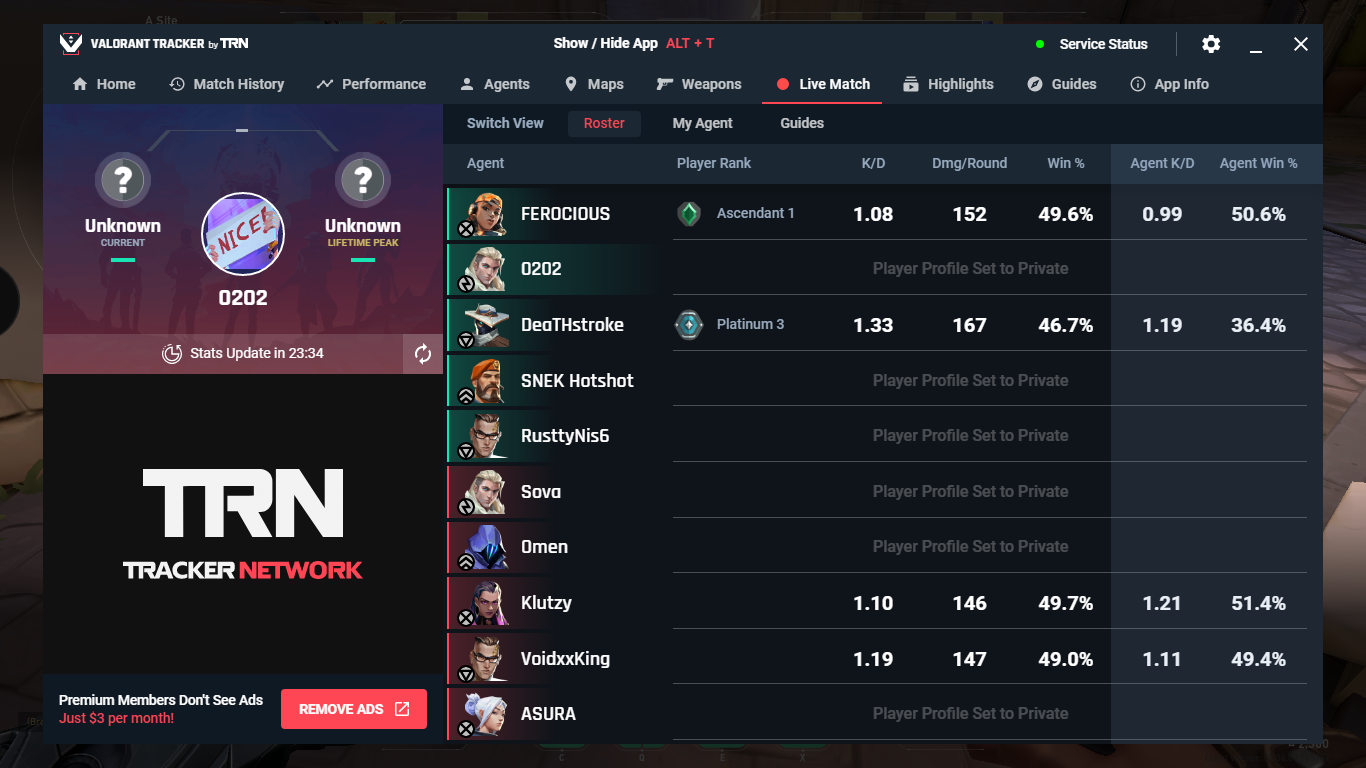 A Site
VALORANT TRACKER by TRN
Show / Hide App ALT + T
Service Status
Home
Match History
Performance
Agents
Maps
Weapons
Live Match
Highlights
Guides
App Info
Switch View
Roster
My Agent
Guides
?
Unknown
CURRENT
NICE!
?
Unknown
LIFETIME PEAK
0202
Stats Update in 23:34
TRN
TRACKER NETWORK
Premium Members Don't See Ads
Just $3 per month!
REMOVE ADS
Agent Player Rank K/D Dmg/Round Win % Agent K/D Agent Win %
FEROCIOUS Ascendant 1 1.08 152 49.6% 0.99 50.6%
0202 Player Profile Set to Private
DeaTHstroke Platinum 3 1.33 167 46.7% 1.19 36.4%
SNEK Hotshot Player Profile Set to Private
RusttyNis6 Player Profile Set to Private
Sova Player Profile Set to Private
Omen Player Profile Set to Private
Klutzy 1.10 146 49.7% 1.21 51.4%
VoidxxKing 1.19 147 49.0% 1.11 49.4%
ASURA Player Profile Set to Private
C Q E X